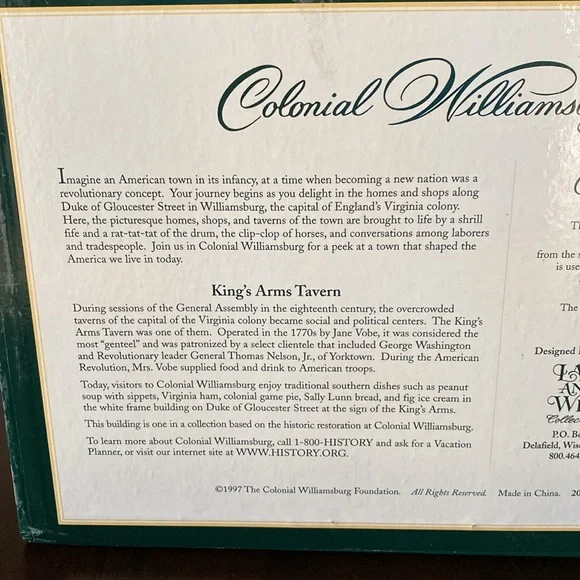 Colonial
Imagine an American town in its infancy, at a time when becoming a new nation was a
revolutionary concept. Your journey begins as you delight in the homes and shops along
Duke of Gloucester Street in Williamsburg, the capital of England's Virginia colony.
Here, the picturesque homes, shops, and taverns of the town are brought to life by a shrill
fife and a rat-tat-tat of the drum, the clip-clop of horses, and conversations among laborers
and tradespeople. Join us in Colonial Williamsburg for a peek at a town that shaped the
America we live in today.
King's Arms Tavern
During sessions of the General Assembly in the eighteenth century, the overcrowded
taverns of the capital of the Virginia colony became social and political centers. The King's
Arms Tavern was one of them. Operated in the 1770s by Jane Vobe, it was considered the
most "genteel" and was patronized by a select clientele that included George Washington
and Revolutionary leader General Thomas Nelson, Jr., of Yorktown. During the American
Revolution, Mrs. Vobe supplied food and drink to American troops.
Today, visitors to Colonial Williamsburg enjoy traditional southern dishes such as peanut
soup with sippets, Virginia ham, colonial game pie, Sally Lunn bread, and fig ice cream in
the white frame building on Duke of Gloucester Street at the sign of the King's Arms.
This building is one in a collection based on the historic restoration at Colonial Williamsburg.
To learn more about Colonial Williamsburg, call 1-800-HISTORY and ask for a Vacation
Planner, or visit our internet site at WWW.HISTORY.ORG.
©1997 The Colonial Williamsburg Foundation. All Rights Reserved. Made in China.
from the
is
The
Designed
P.O.
Delafield,
800.464